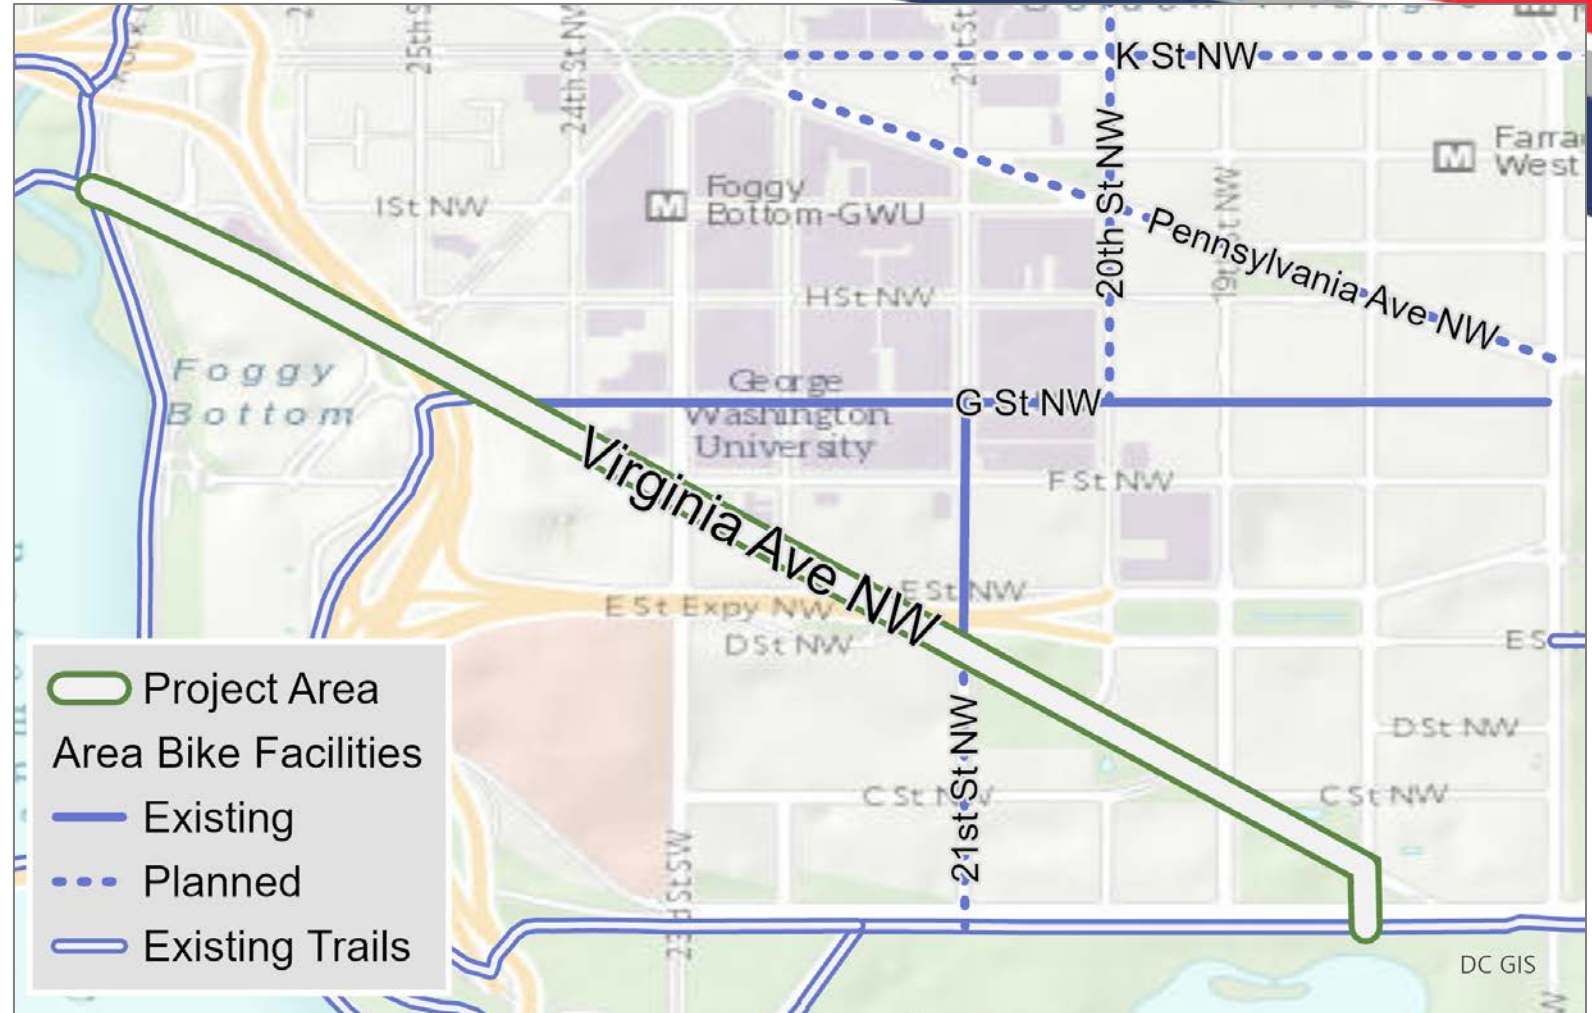 K St NW
25th S
24th St NW
21st St
20th St NW
19th St NW
Farra
West
M
M
Foggy
Bottom-GWU
I St NW
Pennsylvania Ave NW
H St NW
Foggy
Bottom
George
Washington
University
G St NW
F St NW
Virginia Ave NW
E St NW
E St Expy NW
D St NW
E S
Project Area
Area Bike Facilities
Existing
Planned
Existing Trails
21st St NW
D St NW
C St NW
C St NW
23rd St SW
DC GIS
W